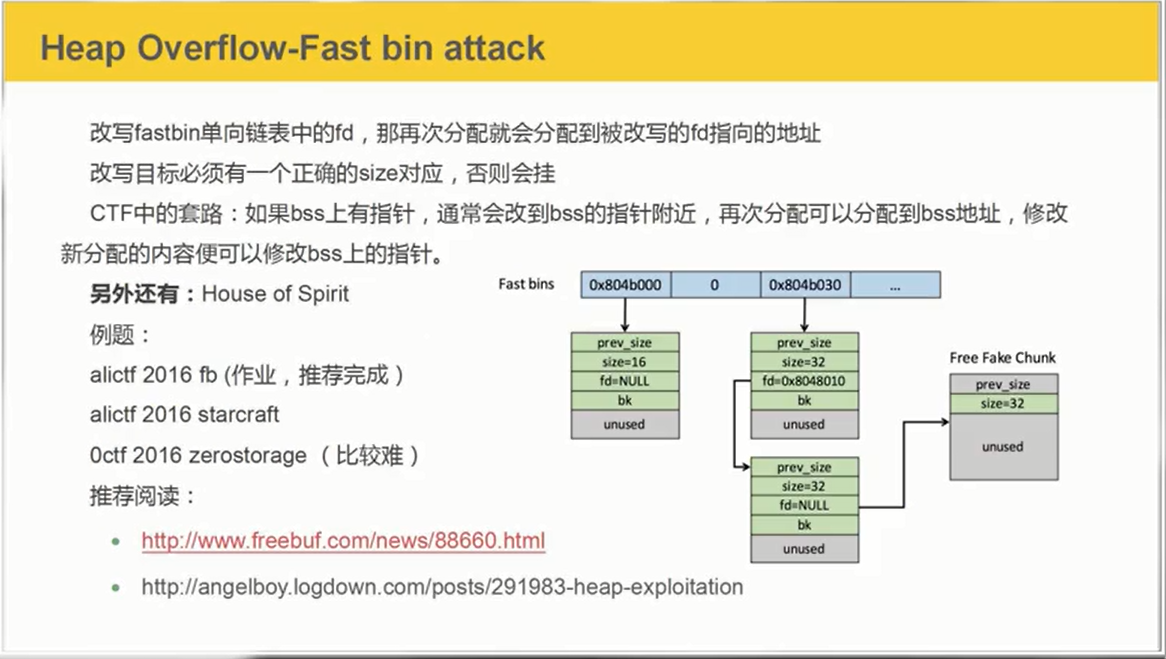 Heap Overflow-Fast bin attack
改写fastbin单向链表中的fd，那再次分配就会分配到被改写的fd指向的地址
改写目标必须有一个正确的size对应，否则会挂
CTF中的套路：如果bss上有指针，通常会改到bss的指针附近，再次分配可以分配到bss地址，修改
新分配的内容便可以修改bss上的指针。
另外还有：House of Spirit
例题：
alictf 2016 fb (作业，推荐完成）
alictf 2016 starcraft
0ctf 2016 zerostorage （比较难）
推荐阅读：
http://www.freebuf.com/news/88660.html
http://angelboy.logdown.com/posts/291983-heap-exploitation
Fast bins
0x804b000
0
0x804b030
...
prev_size
size=16
fd=NULL
bk
unused
prev_size
size=32
fd=0x8048010
bk
unused
prev_size
size=32
fd=NULL
bk
unused
Free Fake Chunk
prev_size
size=32
unused